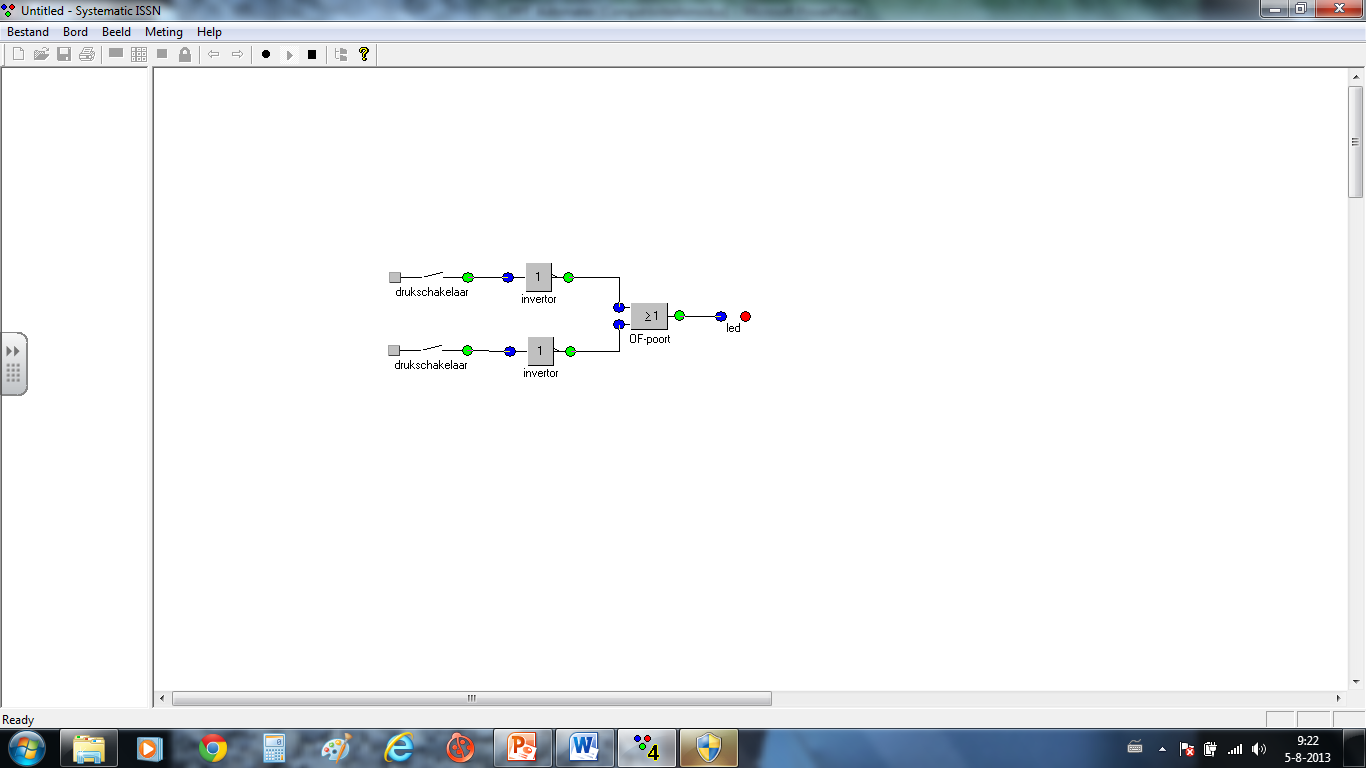 Untitled - Systematic ISSN
Bestand Bord Beeld Meting Help
1
drukschakelaar
invertor
≥1
OF-poort
led
1
drukschakelaar
invertor
Ready
4
9:22
5-8-2013